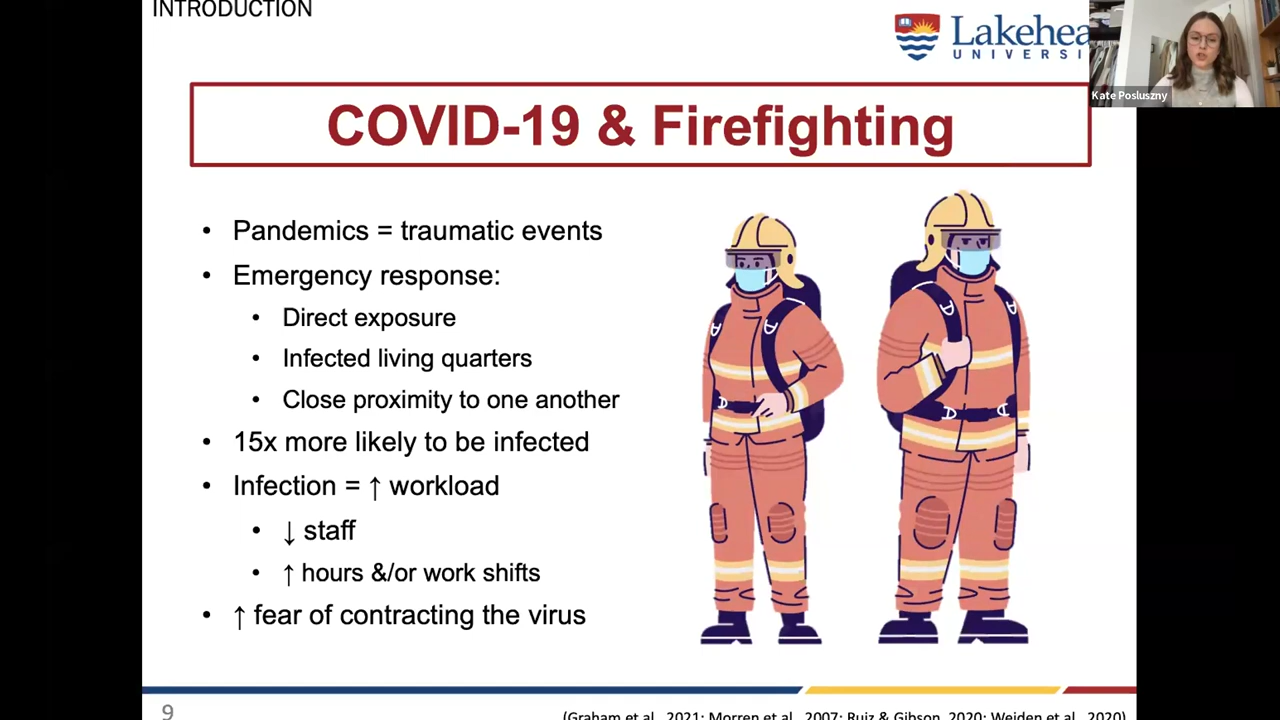 INTRODUCTION
Lakehea
UNIVERSI
Kate Posluszny
COVID-19 & Firefighting
• Pandemics = traumatic events
• Emergency response:
• Direct exposure
• Infected living quarters
• Close proximity to one another
• 15x more likely to be infected
• Infection = ↑ workload
• ↓ staff
• ↑ hours &/or work shifts
• ↑ fear of contracting the virus
9
(Graham et al., 2021; Morren et al., 2007; Ruiz & Gibson, 2020; Weiden et al., 2020)